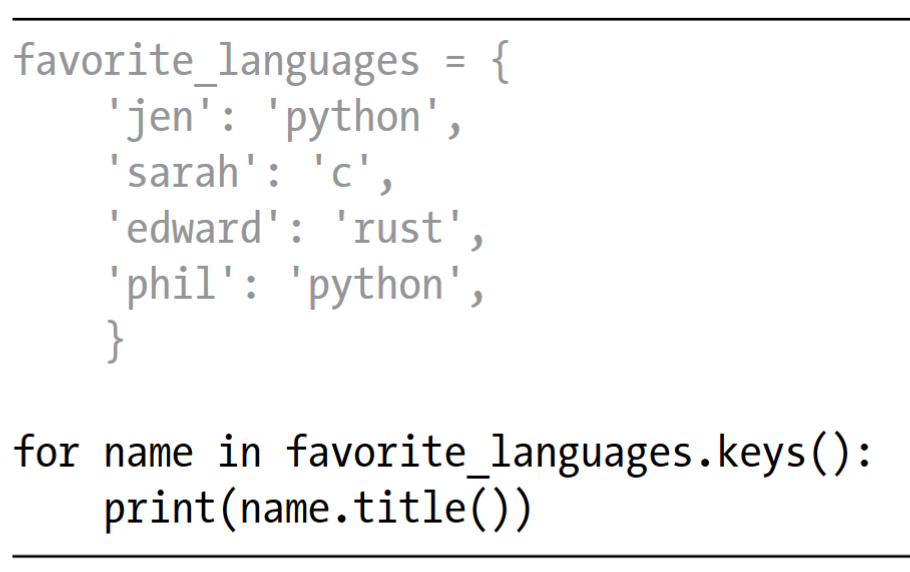 favorite_languages = {
    'jen': 'python',
    'sarah': 'c',
    'edward': 'rust',
    'phil': 'python',
    }
for name in favorite_languages.keys():
    print(name.title())